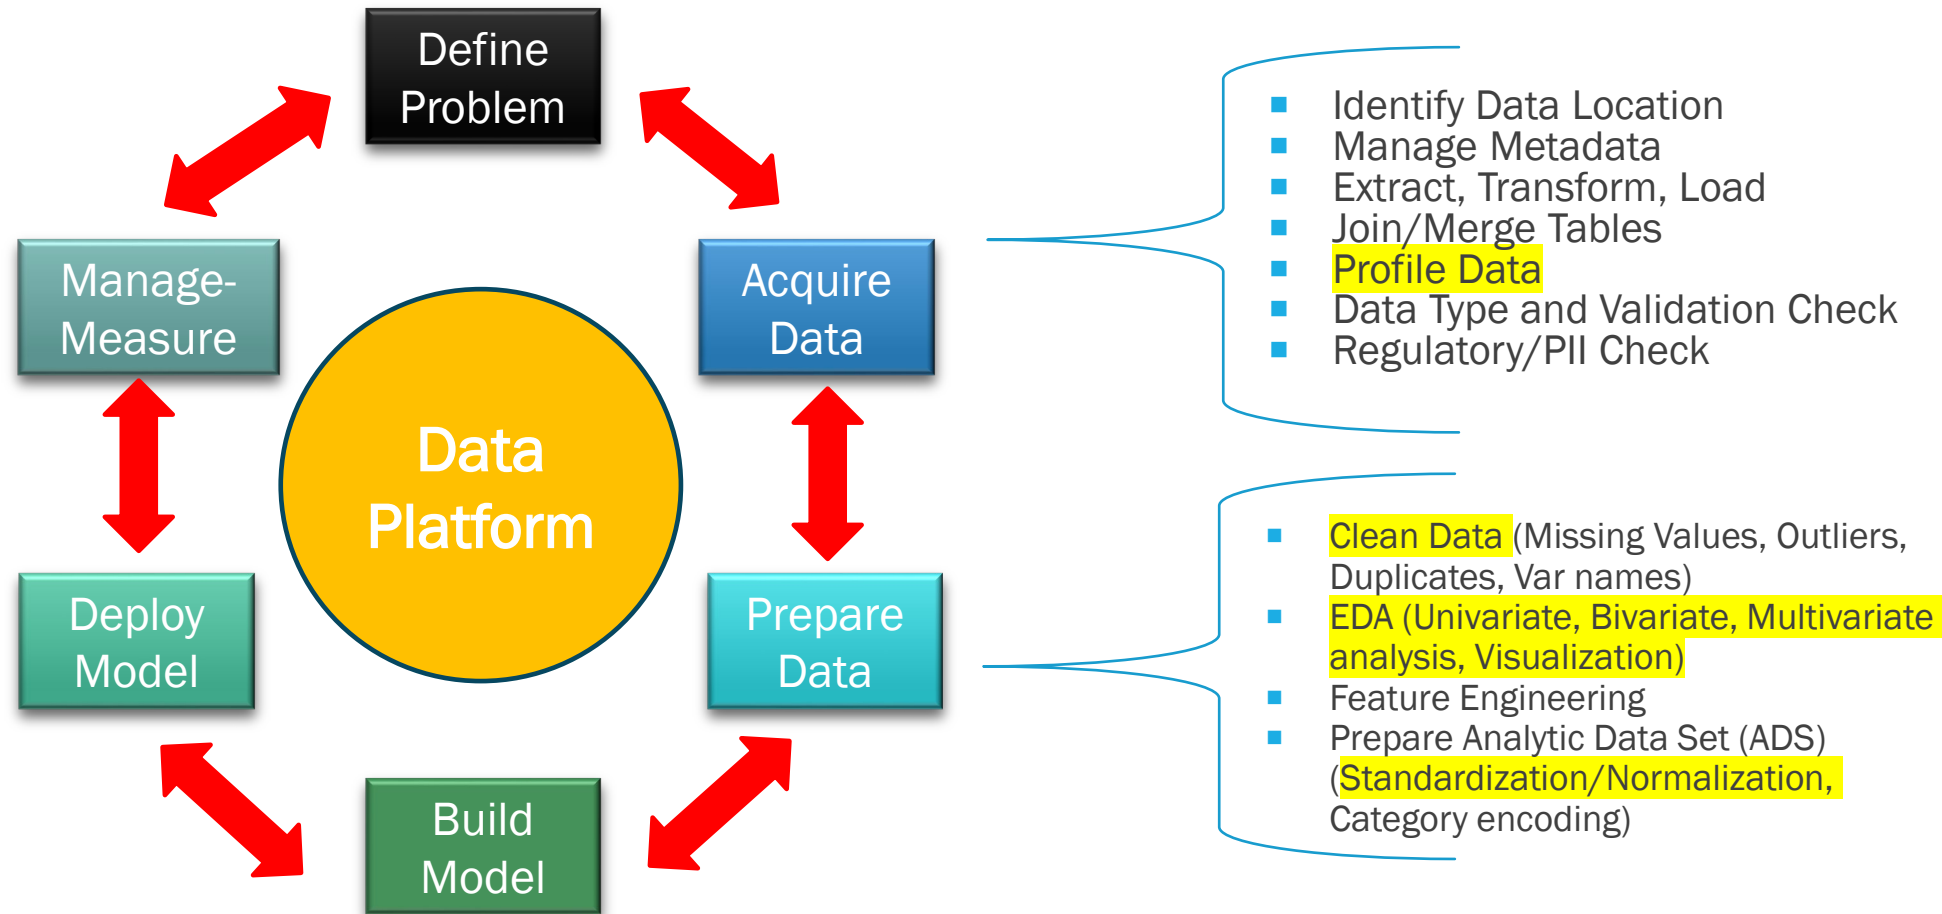 Define
Problem
Manage-
Measure
Acquire
Data
Data
Platform
Deploy
Model
Prepare
Data
Build
Model
Identify Data Location
Manage Metadata
Extract, Transform, Load
Join/Merge Tables
Profile Data
Data Type and Validation Check
Regulatory/PII Check
Clean Data (Missing Values, Outliers,
Duplicates, Var names)
EDA (Univariate, Bivariate, Multivariate
analysis, Visualization)
Feature Engineering
Prepare Analytic Data Set (ADS)
(Standardization/Normalization,
Category encoding)